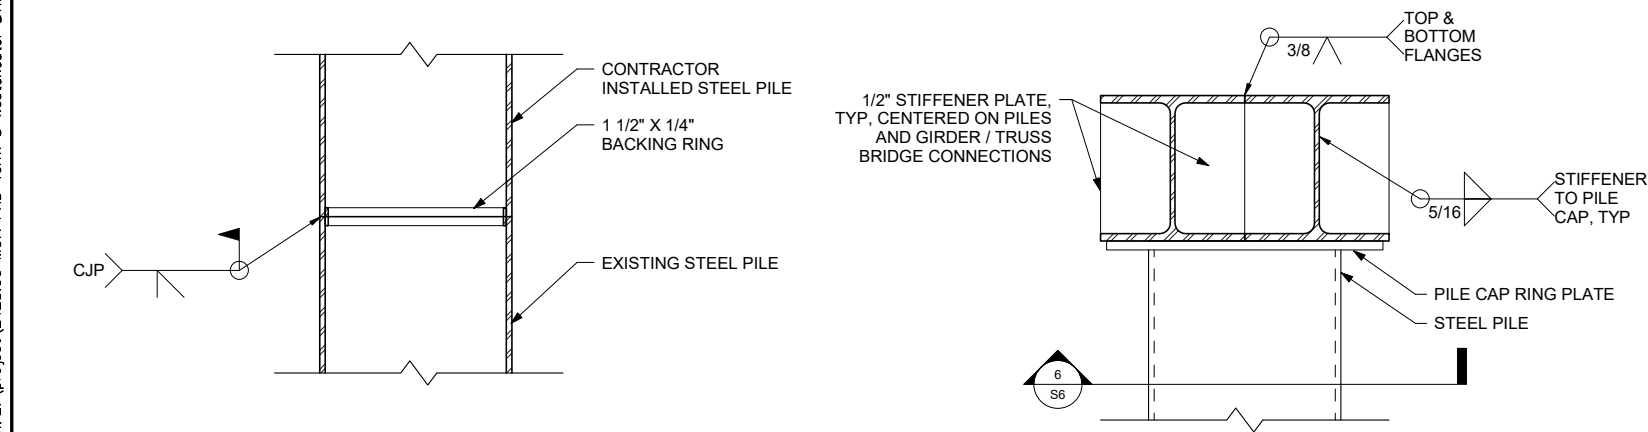 CONTRACTOR
INSTALLED STEEL PILE
1 1/2" X 1/4"
BACKING RING
CJP
EXISTING STEEL PILE
TOP &
BOTTOM
FLANGES
3/8
1/2" STIFFENER PLATE,
TYP, CENTERED ON PILES
AND GIRDER / TRUSS
BRIDGE CONNECTIONS
STIFFENER
TO PILE
CAP, TYP
5/16
PILE CAP RING PLATE
STEEL PILE
6
S6